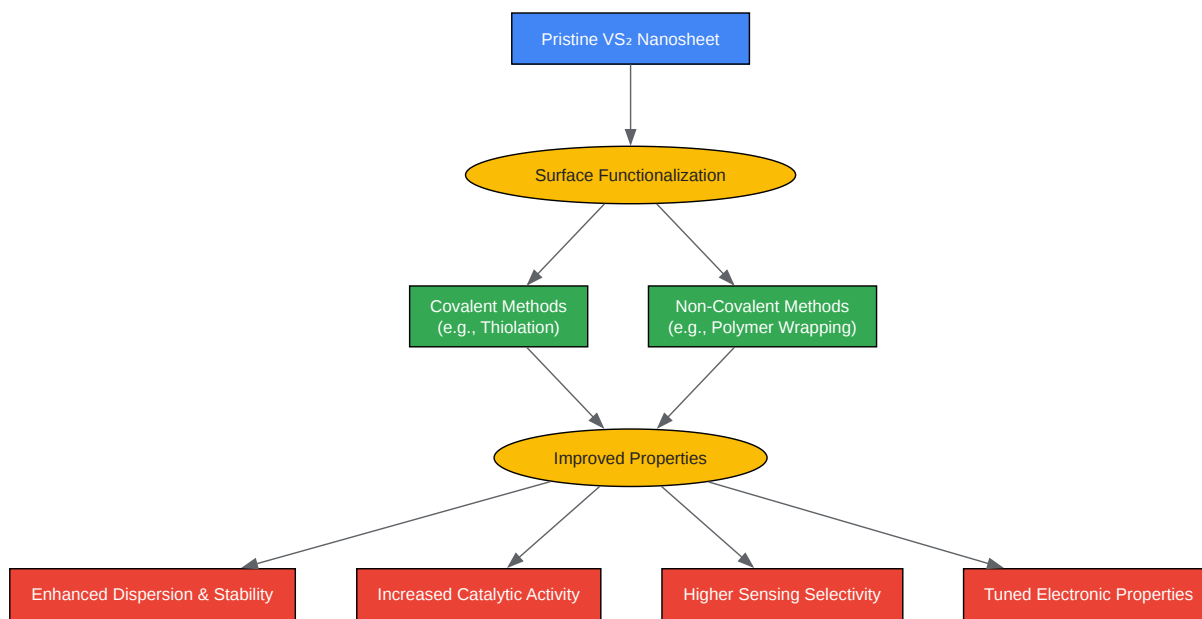 Pristine VS₂ Nanosheet
Surface Functionalization
Covalent Methods
(e.g., Thiolation)
Non-Covalent Methods
(e.g., Polymer Wrapping)
Improved Properties
Enhanced Dispersion & Stability
Increased Catalytic Activity
Higher Sensing Selectivity
Tuned Electronic Properties